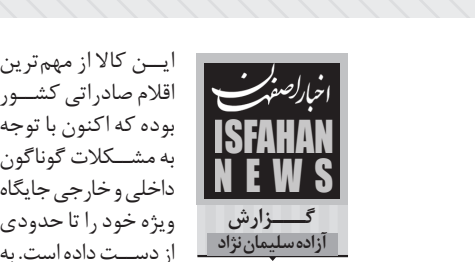 اخبار اصفهان
ISFAHAN
NEWS
گـــزارش
آزاده سلیمان‌نژاد
ایـــن کالا از مهم‌ترین
اقلام صادراتی کشـــور
بوده که اکنون با توجه
به مشـــکلات گوناگون
داخلی و خارجی جایگاه
ویژه خود را تا حدودی
از دســـت داده است. به